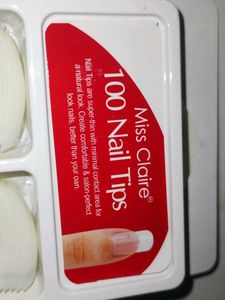 Miss Claire®
100 Nail Tips
Nail Tips are super-thin with minimal contact area for
a natural look. Create comfortable & salon-perfect
look nails, better than your own.